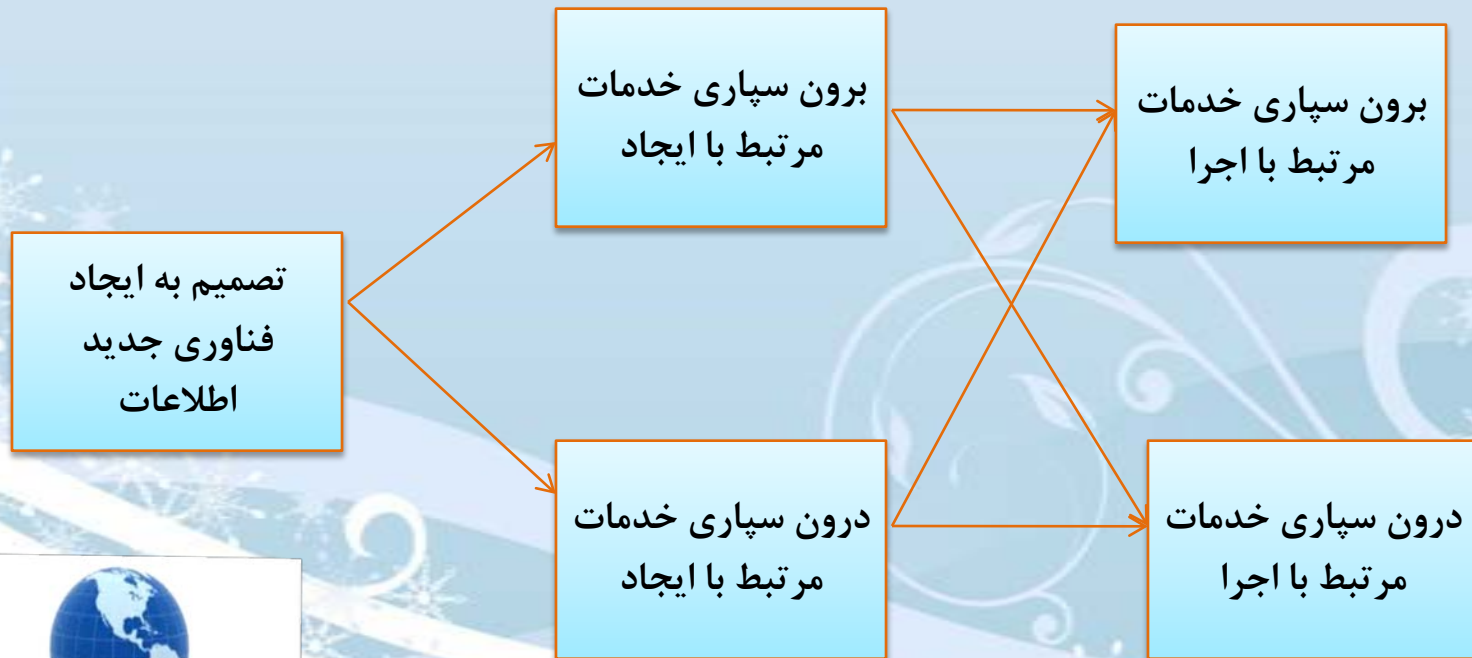 برون سپاری خدمات
مرتبط با ایجاد
برون سپاری خدمات
مرتبط با اجرا
تصمیم به ایجاد
فناوری جدید
اطلاعات
درون سپاری خدمات
مرتبط با ایجاد
درون سپاری خدمات
مرتبط با اجرا